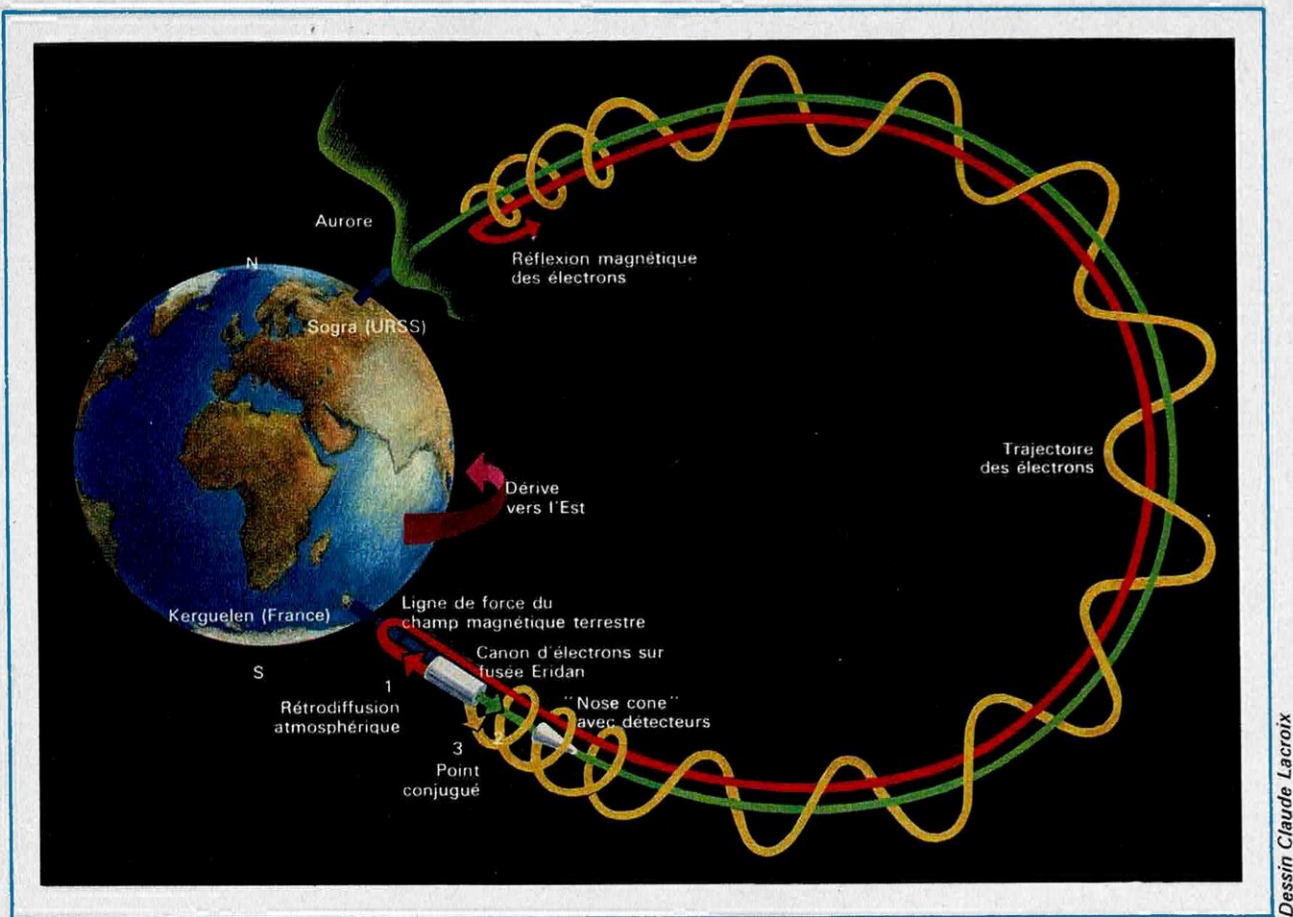 Aurore
N
Réflexion magnétique
des électrons
Sogra (URSS)
Trajectoire
des électrons
Dérive
vers l'Est
Kerguelen (France)
Ligne de force du
champ magnétique terrestre
S
Canon d'électrons sur
fusée Eridan
1
Rétrodiffusion
atmosphérique
"Nose cone"
avec détecteurs
2
3
Point
conjugué
Dessin Claude Lacroix